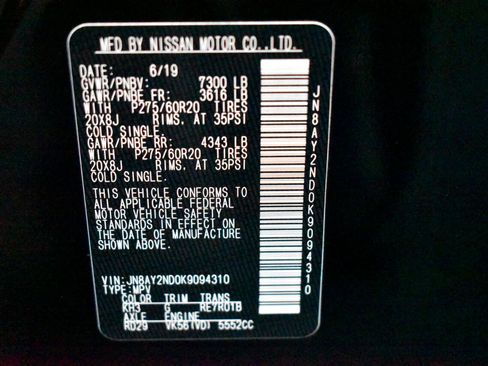 MFD BY NISSAN MOTOR CO.,LTD.
DATE: 6/19
GVWR/PNBV: 7300 LB
GAWR/PNBE FR: 3616 LB
WITH P275/60R20 TIRES
20X8J RIMS. AT 35PSI
COLD SINGLE.
GAWR/PNBE RR: 4343 LB
WITH P275/60R20 TIRES
20X8J RIMS. AT 35PSI
COLD SINGLE.
THIS VEHICLE CONFORMS TO
ALL APPLICABLE FEDERAL
MOTOR VEHICLE SAFETY
STANDARDS IN EFFECT ON
THE DATE OF MANUFACTURE
SHOWN ABOVE.
VIN: JN8AY2ND0K9094310
TYPE: MPV
COLOR TRIM TRANS
KH3 G RE7R01B
AXLE ENGINE
RD29 VK56(VD) 5552CC
JN8AY2ND0K9094310